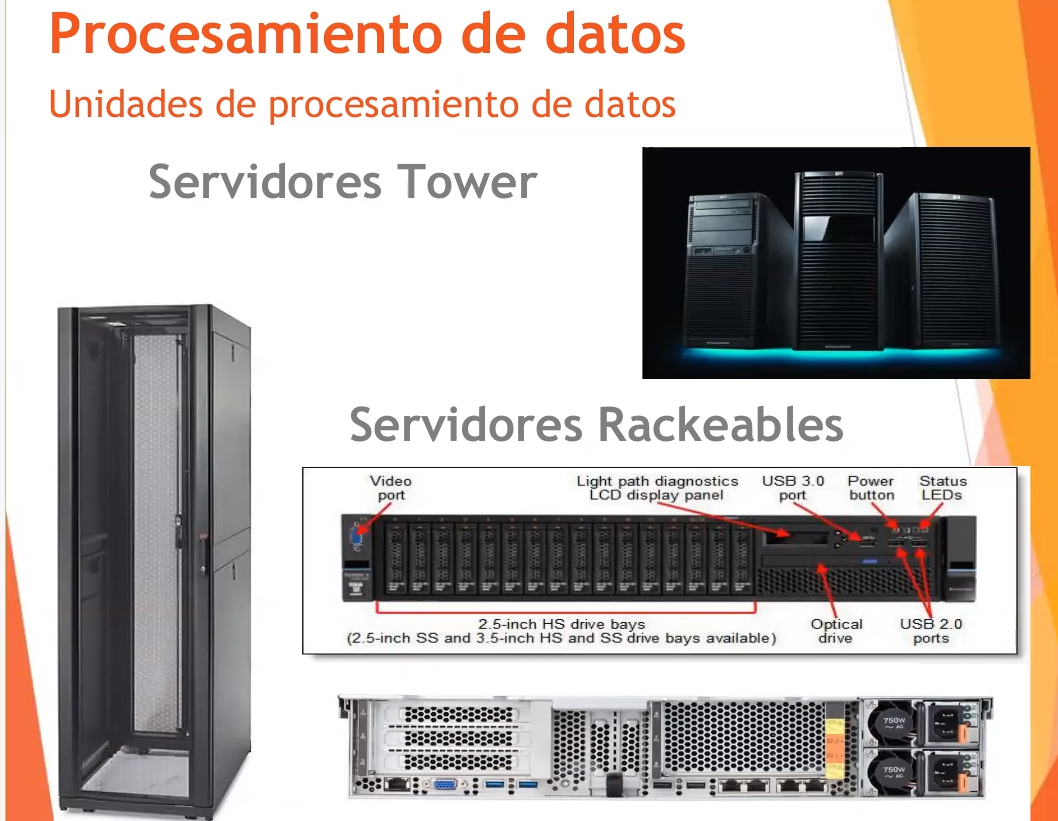 Procesamiento de datos
Unidades de procesamiento de datos
Servidores Tower
Servidores Rackeables
Video
port
Light path diagnostics
LCD display panel
USB 3.0
port
Power
button
Status
LEDs
2.5-inch HS drive bays
(2.5-inch SS and 3.5-inch HS and SS drive bays available)
Optical
drive
USB 2.0
ports
750W
AC
750W
AC